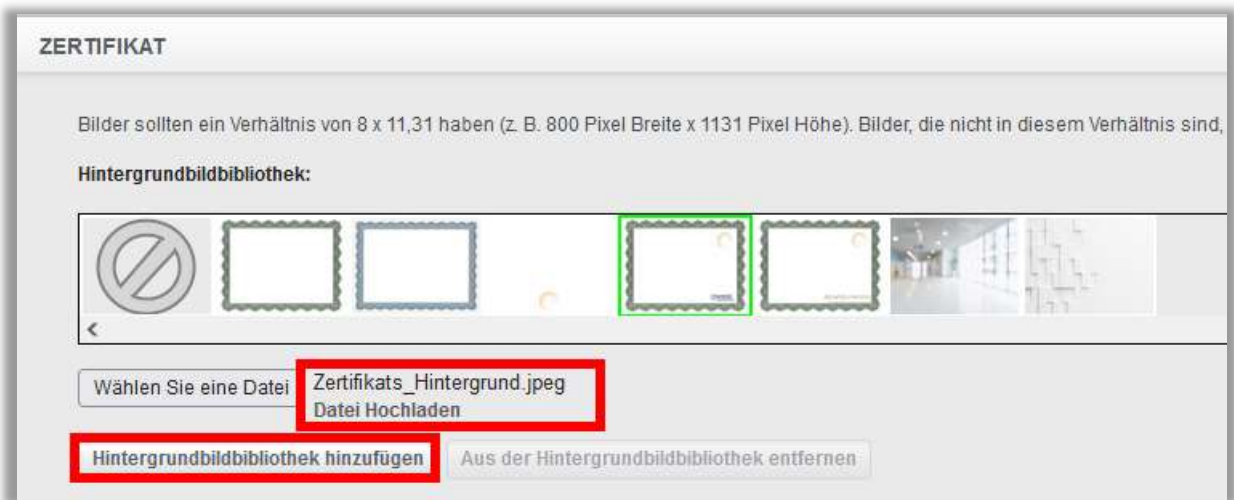 ZERTIFIKAT
Bilder sollten ein Verhältnis von 8 x 11,31 haben (z. B. 800 Pixel Breite x 1131 Pixel Höhe). Bilder, die nicht in diesem Verhältnis sind,
Hintergrundbildbibliothek:
Wählen Sie eine Datei
Zertifikats_Hintergrund.jpeg
Datei Hochladen
Hintergrundbildbibliothek hinzufügen
Aus der Hintergrundbildbibliothek entfernen